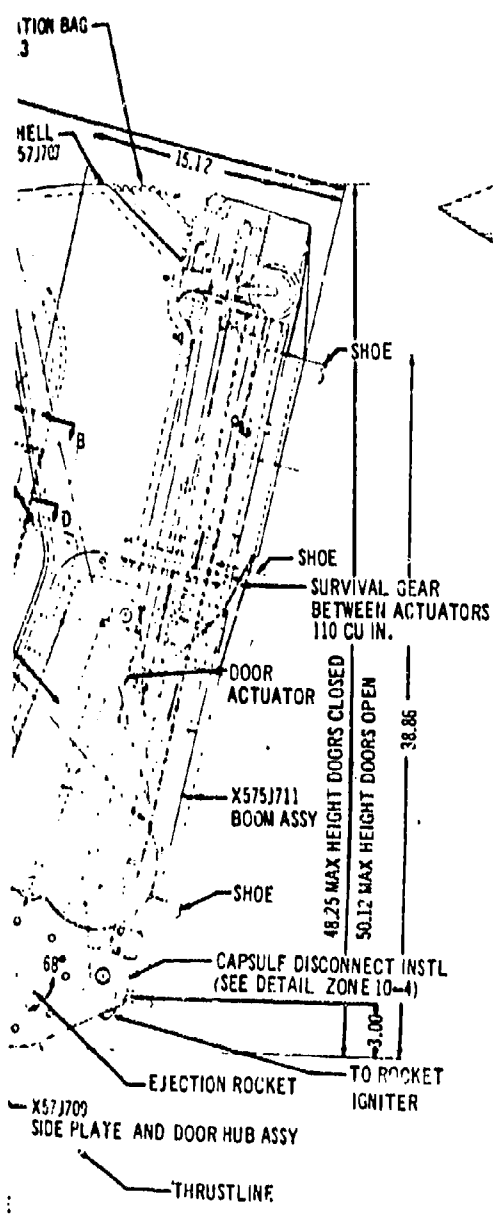 TION BAG
.3
HELL
57J707
15.12
SHOE
B
D
SHOE
SURVIVAL GEAR
BETWEEN ACTUATORS
110 CU IN.
DOOR
ACTUATOR
48.25 MAX HEIGHT DOORS CLOSED
50.12 MAX HEIGHT DOORS OPEN
38.86
X575J711
BOOM ASSY
SHOE
68°
CAPSULE DISCONNECT INSTL
(SEE DETAIL ZONE 10-4)
3.00
EJECTION ROCKET
TO ROCKET
IGNITER
X57J709
SIDE PLATE AND DOOR HUB ASSY
THRUSTLINE